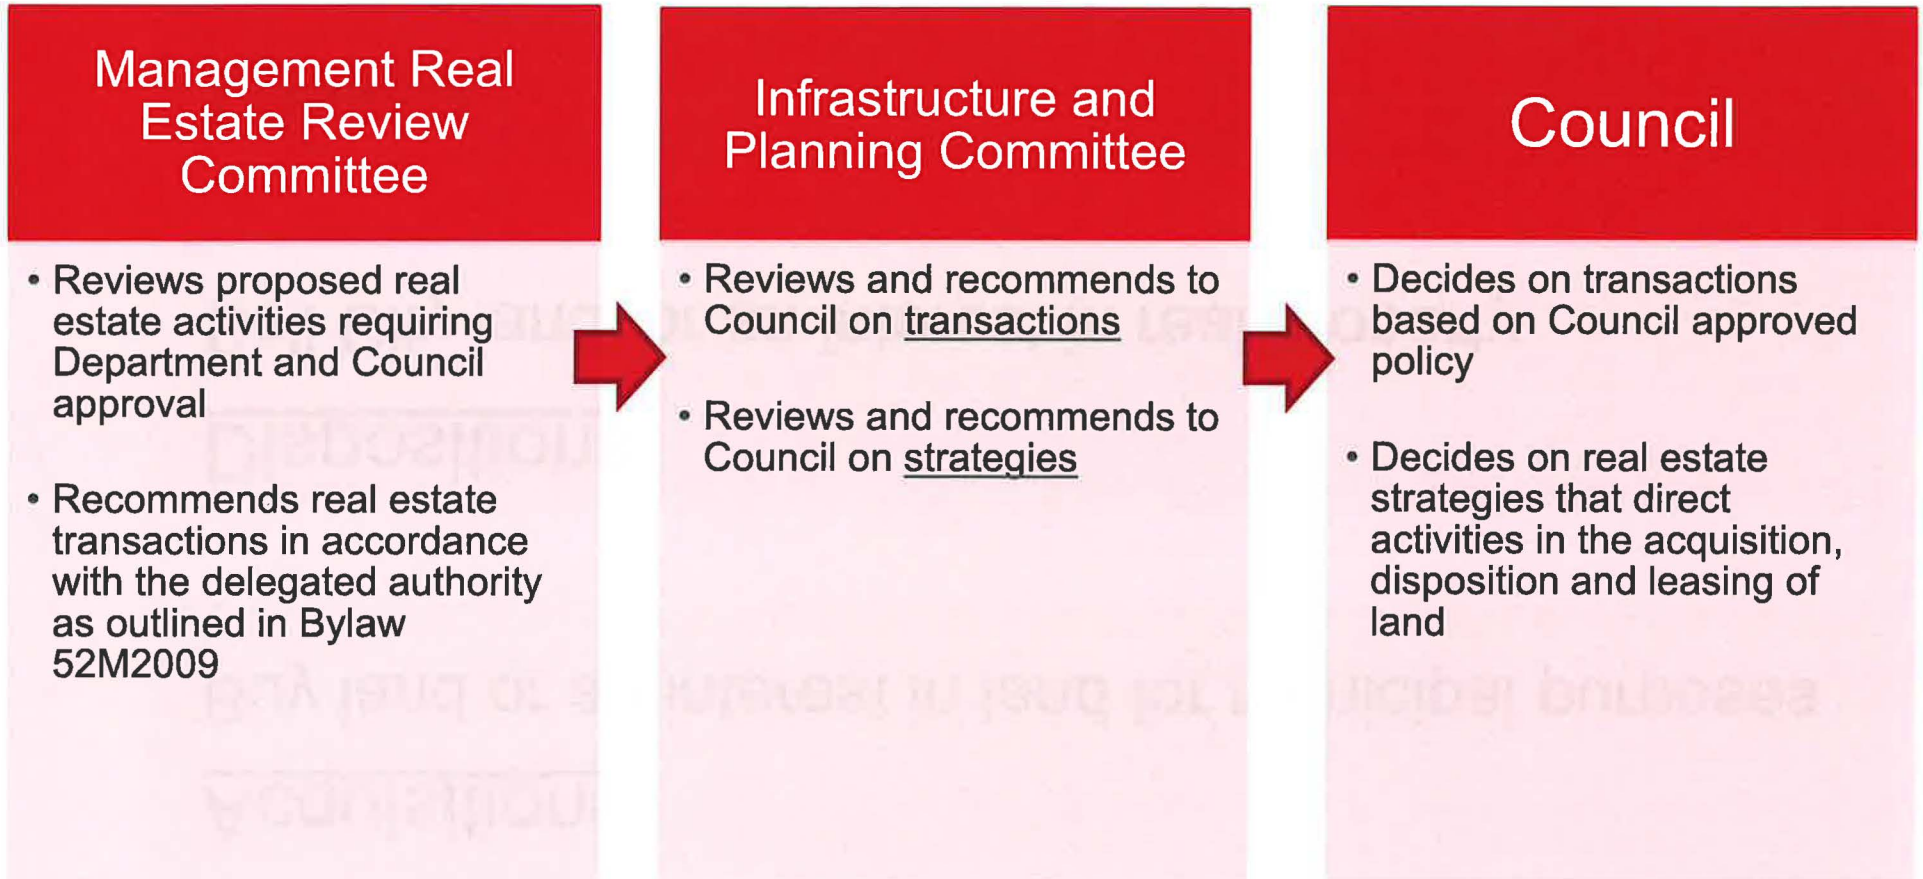 Management Real
Estate Review
Committee
• Reviews proposed real
estate activities requiring
Department and Council
approval
• Recommends real estate
transactions in accordance
with the delegated authority
as outlined in Bylaw
52M2009
Infrastructure and
Planning Committee
• Reviews and recommends to
Council on transactions
• Reviews and recommends to
Council on strategies
Council
• Decides on transactions
based on Council approved
policy
• Decides on real estate
strategies that direct
activities in the acquisition,
disposition and leasing of
land